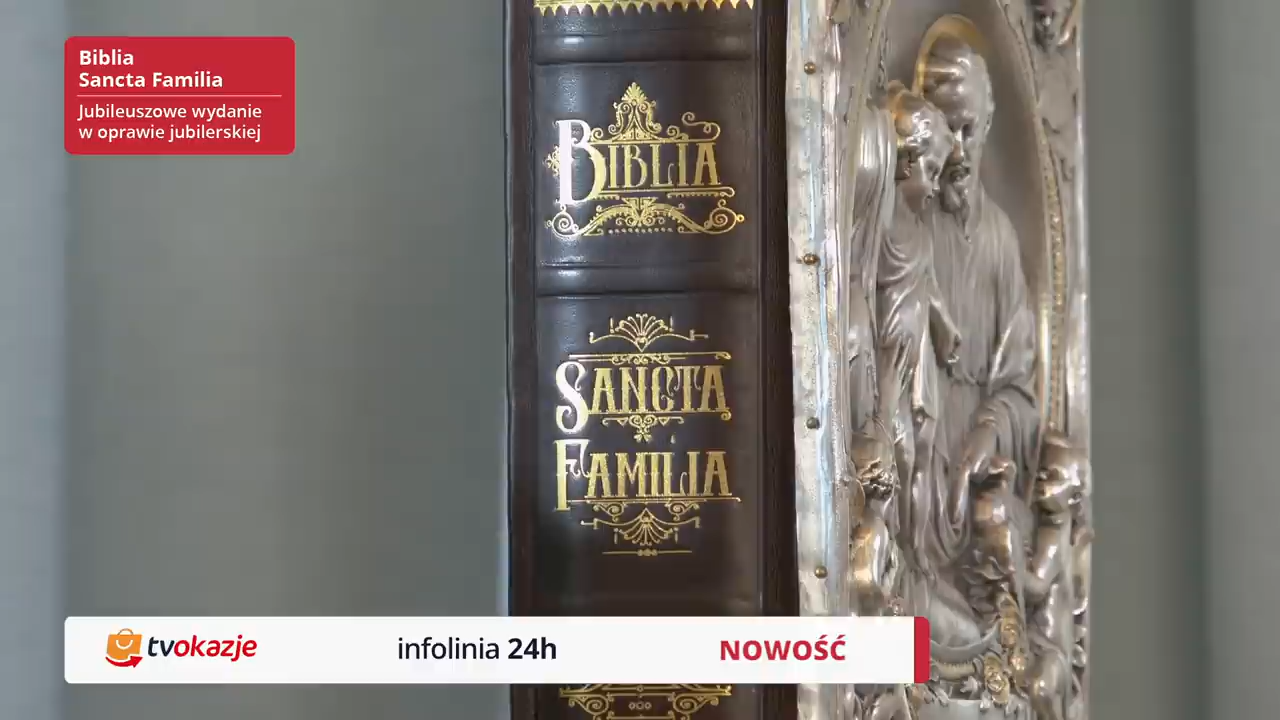 Biblia
Sancta Familia
Jubileuszowe wydanie
w oprawie jubilerskiej
BIBLIA
SANCTA
FAMILIA
tvokazje
infolinia 24h
NOWOŚĆ